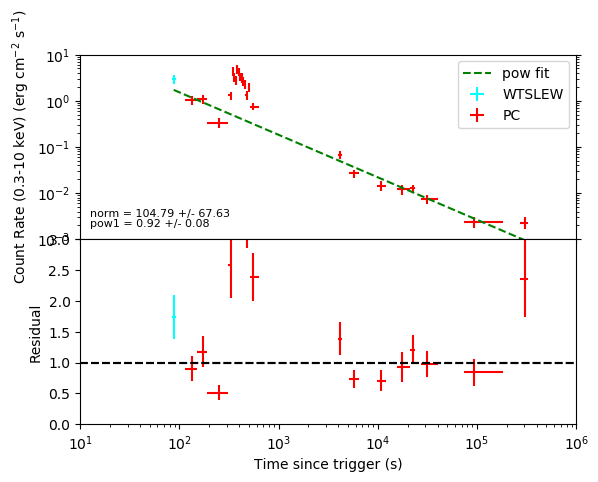 Count Rate (0.3-10 keV) (erg cm⁻² s⁻¹)
10¹
10⁰
10⁻¹
10⁻²
pow fit
WTSLEW
PC
norm = 104.79 +/- 67.63
pow1 = 0.92 +/- 0.08
Residual
3.0
2.5
2.0
1.5
1.0
0.5
0.0
10¹ 10² 10³ 10⁴ 10⁵ 10⁶
Time since trigger (s)